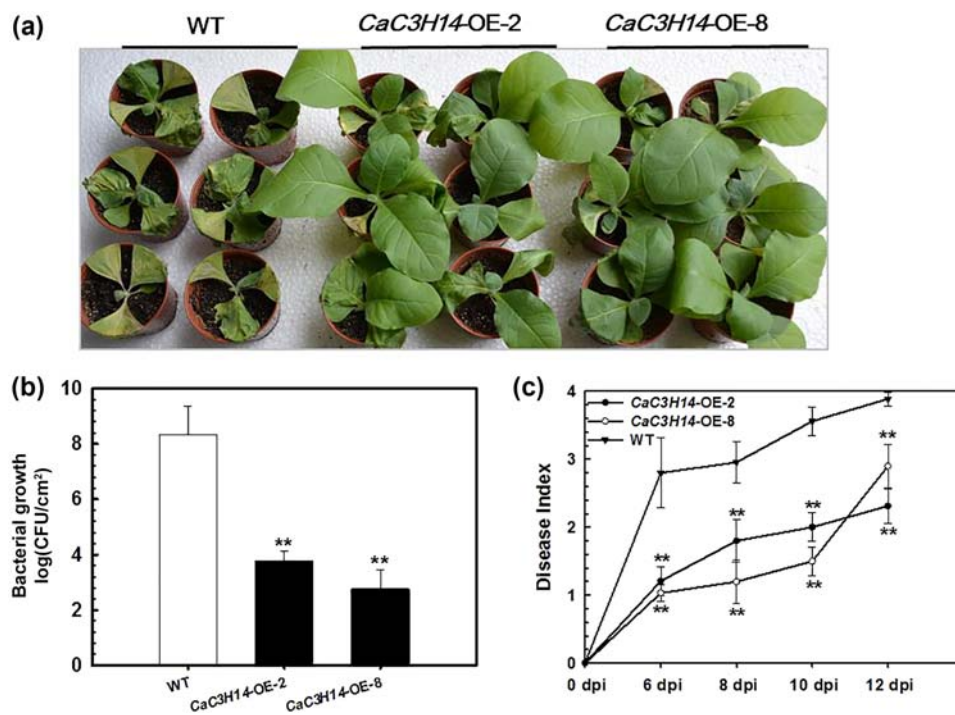 (a)
WT
CaC3H14-OE-2
CaC3H14-OE-8
(b)
10
8
6
4
2
0
Bacterial growth
log(CFU/cm²)
**
**
WT
CaC3H14-OE-2
CaC3H14-OE-8
(c)
4
3
2
1
0
Disease Index
CaC3H14-OE-2
CaC3H14-OE-8
WT
**
**
**
**
**
**
**
**
0 dpi
6 dpi
8 dpi
10 dpi
12 dpi